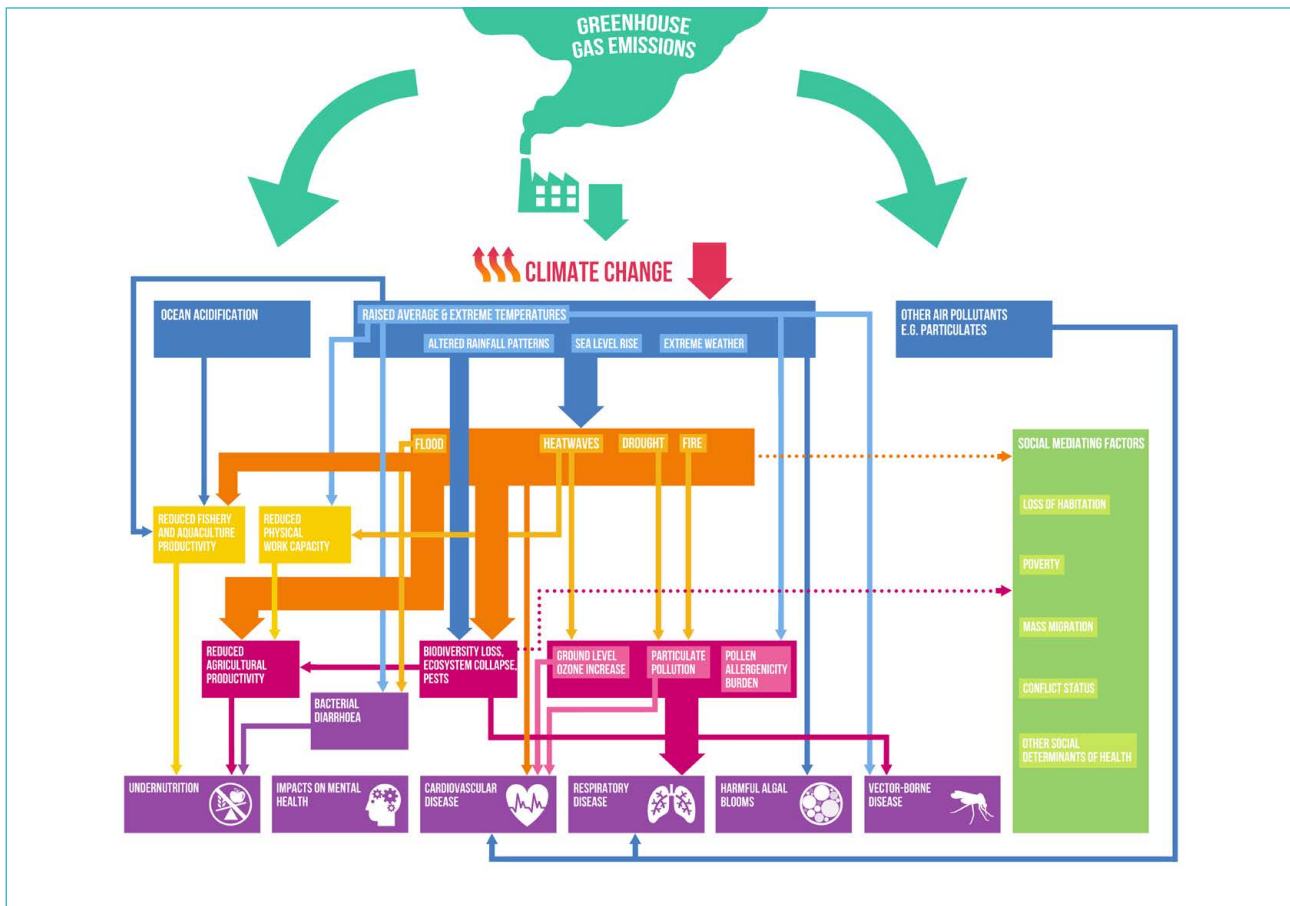 GREENHOUSE
GAS EMISSIONS
CLIMATE CHANGE
OCEAN ACIDIFICATION
RAISED AVERAGE & EXTREME TEMPERATURES
ALTERED RAINFALL PATTERNS
SEA LEVEL RISE
EXTREME WEATHER
OTHER AIR POLLUTANTS
E.G. PARTICULATES
FLOOD
HEATWAVES
DROUGHT
FIRE
SOCIAL MEDIATING FACTORS
LOSS OF HABITATION
POVERTY
MASS MIGRATION
CONFLICT STATUS
OTHER SOCIAL
DETERMINANTS OF HEALTH
REDUCED FISHERY
AND AQUACULTURE
PRODUCTIVITY
REDUCED
PHYSICAL
WORK CAPACITY
REDUCED
AGRICULTURAL
PRODUCTIVITY
BIODIVERSITY LOSS,
ECOSYSTEM COLLAPSE,
PESTS
GROUND LEVEL
OZONE INCREASE
PARTICULATE
POLLUTION
POLLEN
ALLERGENICITY
BURDEN
BACTERIAL
DIARRHOEA
UNDERNUTRITION
IMPACTS ON MENTAL
HEALTH
CARDIOVASCULAR
DISEASE
RESPIRATORY
DISEASE
HARMFUL ALGAL
BLOOMS
VECTOR-BORNE
DISEASE